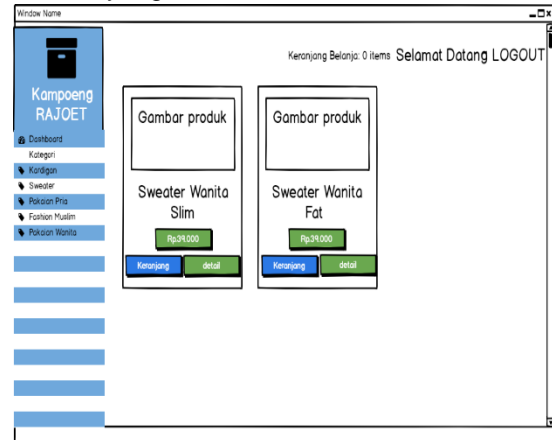 Window Name
Keranjang Belanja: 0 items Selamat Datang LOGOUT
Kampoeng
RAJOET
Dashboard
Kategori
Kardigan
Sweater
Pakaian Pria
Fashion Muslim
Pakaian Wanita
Gambar produk
Sweater Wanita
Slim
Rp.39.000
Keranjang detail
Gambar produk
Sweater Wanita
Fat
Rp.39.000
Keranjang detail